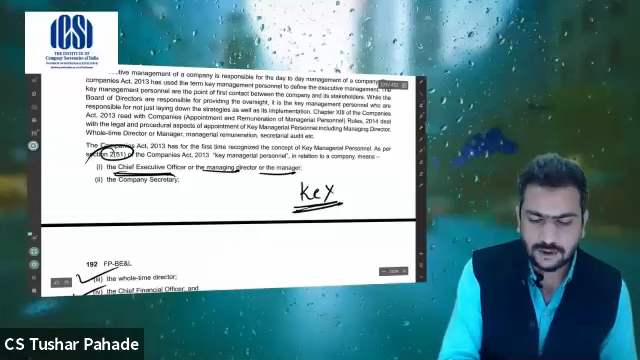 ICSI
THE INSTITUTE OF
Company Secretaries of India
tive management of a company is responsible for the day to day management of a company.
companies Act, 2013 has used the term key management personnel to define the executive management. The
key management personnel are the point of first contact between the company and its stakeholders. While the
Board of Directors are responsible for providing the oversight, it is the key management personnel who are
responsible for not just laying down the strategies as well as its implementation. Chapter XIII of the Companies
Act, 2013 read with Companies (Appointment and Remuneration of Managerial Personnel) Rules, 2014 deal
with the legal and procedural aspects of appointment of Key Managerial Personnel including Managing Director,
Whole-time Director or Manager, managerial remuneration, secretarial audit etc.
The Companies Act, 2013 has for the first time recognized the concept of Key Managerial Personnel. As per
section 2(51) of the Companies Act, 2013 "key managerial personnel", in relation to a company, means –
(i) the Chief Executive Officer or the managing director or the manager;
(ii) the Company Secretary;
Key
192 FP-BE&L
(iii) the whole-time director;
(iv) the Chief Financial Officer; and
CS Tushar Pahade